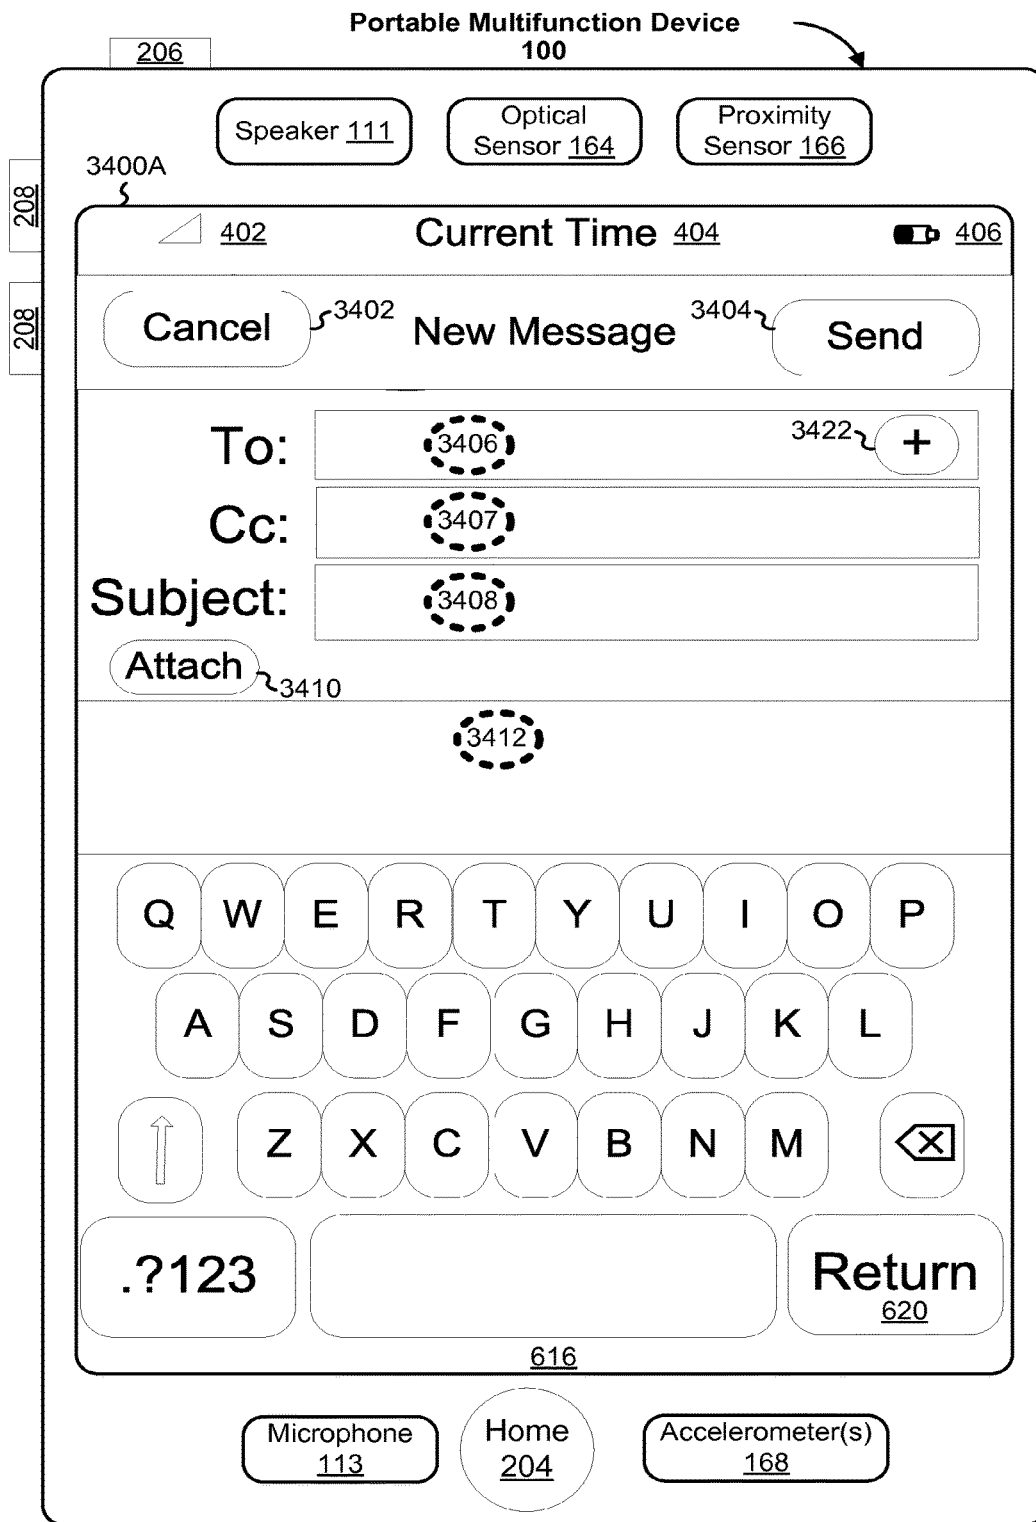 Portable Multifunction Device
100
206
Speaker 111
Optical
Sensor 164
Proximity
Sensor 166
3400A
208
402
Current Time 404
406
208
Cancel
3402
New Message
3404
Send
To:
3406
3422
+
Cc:
3407
Subject:
3408
Attach
3410
3412
Q W E R T Y U I O P
A S D F G H J K L
Z X C V B N M
.?123
Return
620
616
Microphone
113
Home
204
Accelerometer(s)
168